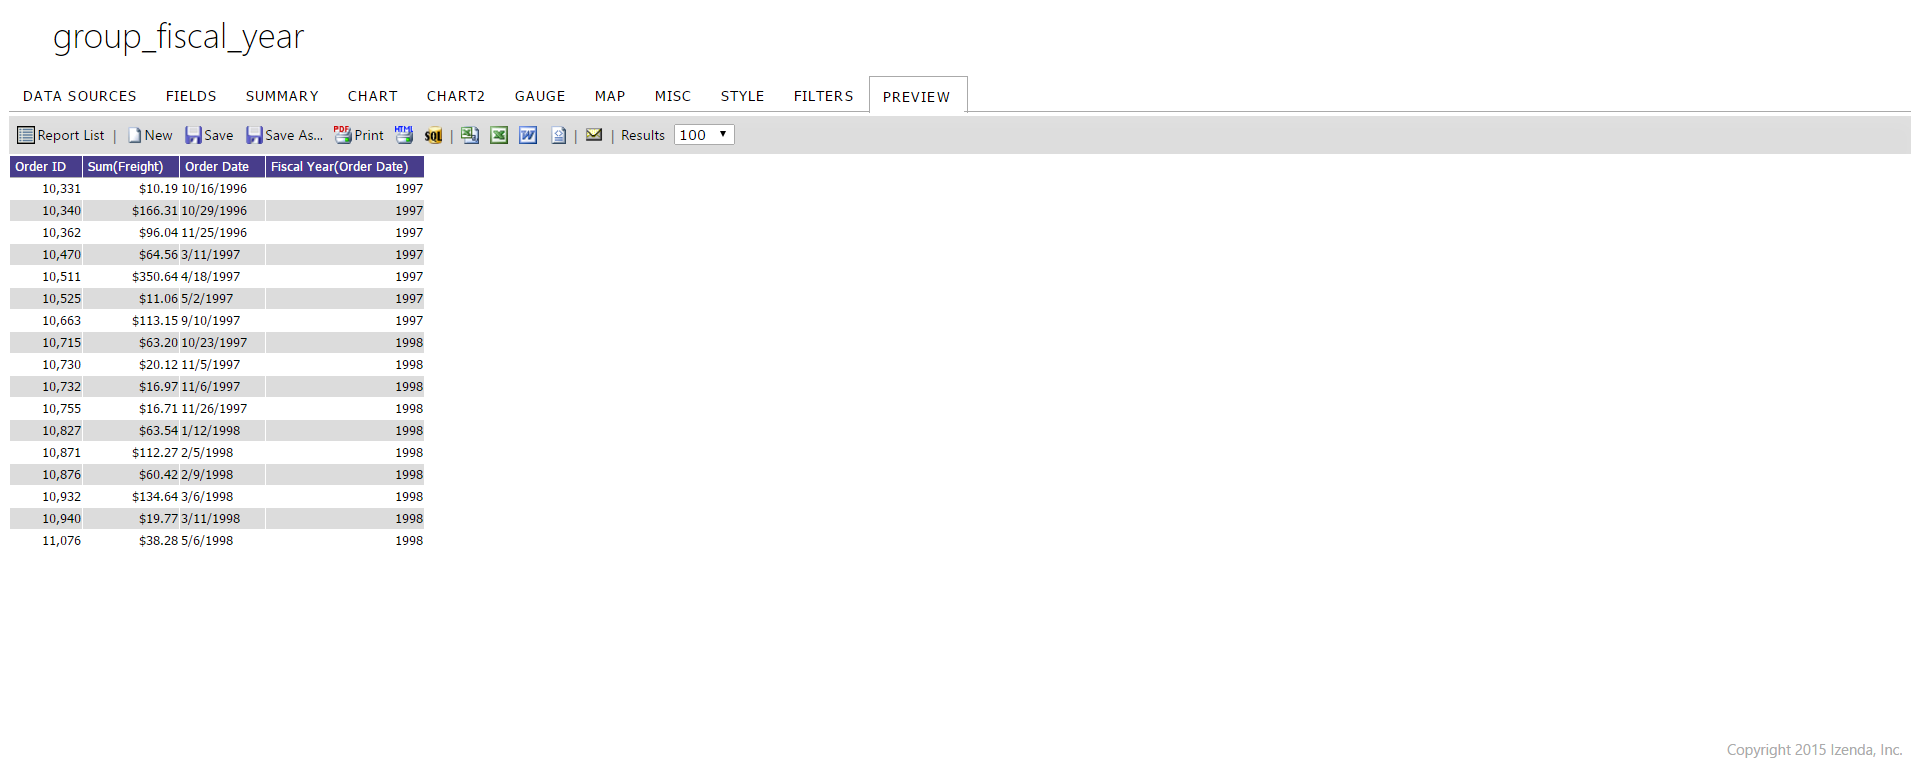 group_fiscal_year
DATA SOURCES FIELDS SUMMARY CHART CHART2 GAUGE MAP MISC STYLE FILTERS PREVIEW
Report List | New Save Save As... PDF Print HTML SQL | | | Results 100
Order ID Sum(Freight) Order Date Fiscal Year(Order Date)
10,331 $10.19 10/16/1996 1997
10,340 $166.31 10/29/1996 1997
10,362 $96.04 11/25/1996 1997
10,470 $64.56 3/11/1997 1997
10,511 $350.64 4/18/1997 1997
10,525 $11.06 5/2/1997 1997
10,663 $113.15 9/10/1997 1997
10,715 $63.20 10/23/1997 1998
10,730 $20.12 11/5/1997 1998
10,732 $16.97 11/6/1997 1998
10,755 $16.71 11/26/1997 1998
10,827 $63.54 1/12/1998 1998
10,871 $112.27 2/5/1998 1998
10,876 $60.42 2/9/1998 1998
10,932 $134.64 3/6/1998 1998
10,940 $19.77 3/11/1998 1998
11,076 $38.28 5/6/1998 1998
Copyright 2015 Izenda, Inc.